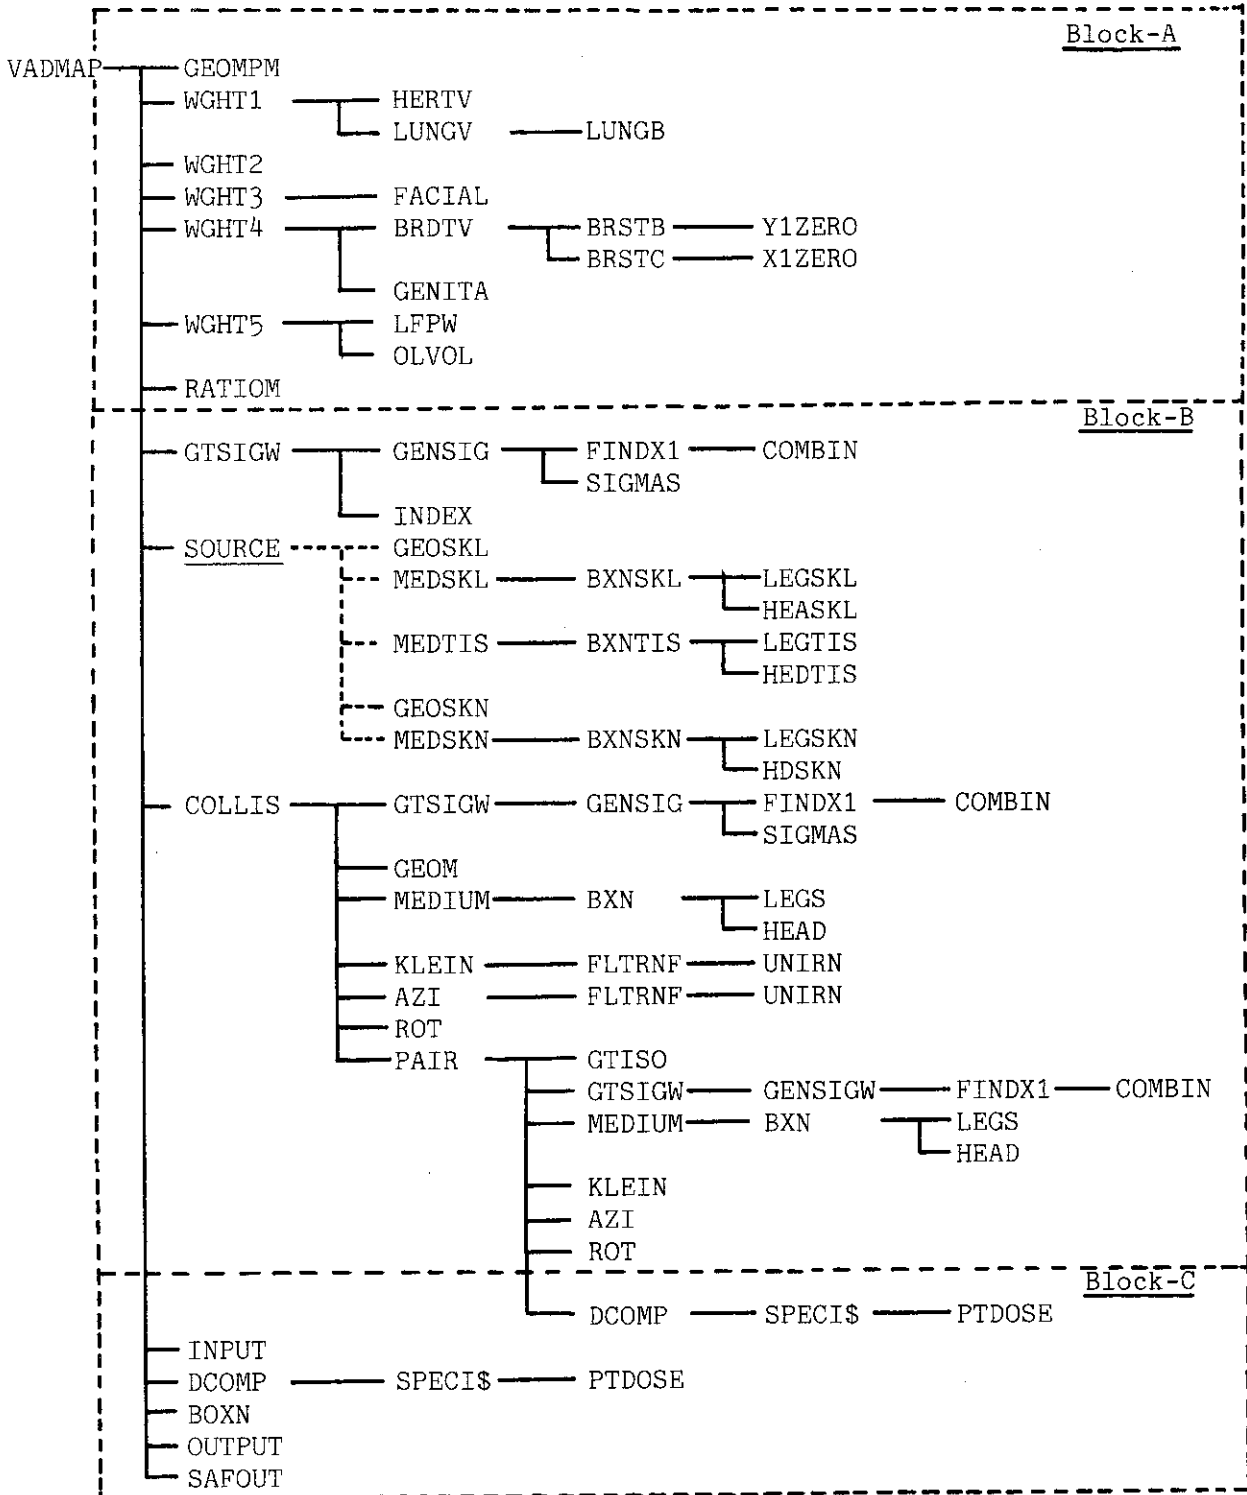 Block-A
VADMAP GEOMPM
WGHT1 HERTV
LUNGV LUNGB
WGHT2
WGHT3 FACIAL
WGHT4 BRDTV BRSTB Y1ZERO
BRSTC X1ZERO
GENITA
WGHT5 LFPW
OLVOL
RATIOM
Block-B
GTSIGW GENSIG FINDX1 COMBIN
SIGMAS
INDEX
SOURCE GEOSKL
MEDSKL BXNSKL LEGSKL
HEASKL
MEDTIS BXNTIS LEGTIS
HEDTIS
GEOSKN
MEDSKN BXNSKN LEGSKN
HDSKN
COLLIS GTSIGW GENSIG FINDX1 COMBIN
SIGMAS
GEOM
MEDIUM BXN LEGS
HEAD
KLEIN FLTRNF UNIRN
AZI FLTRNF UNIRN
ROT
PAIR GTISO
GTSIGW GENSIGW FINDX1 COMBIN
MEDIUM BXN LEGS
HEAD
KLEIN
AZI
ROT
Block-C
DCOMP SPECI$ PTDOSE
INPUT
DCOMP SPECI$ PTDOSE
BOXN
OUTPUT
SAFOUT